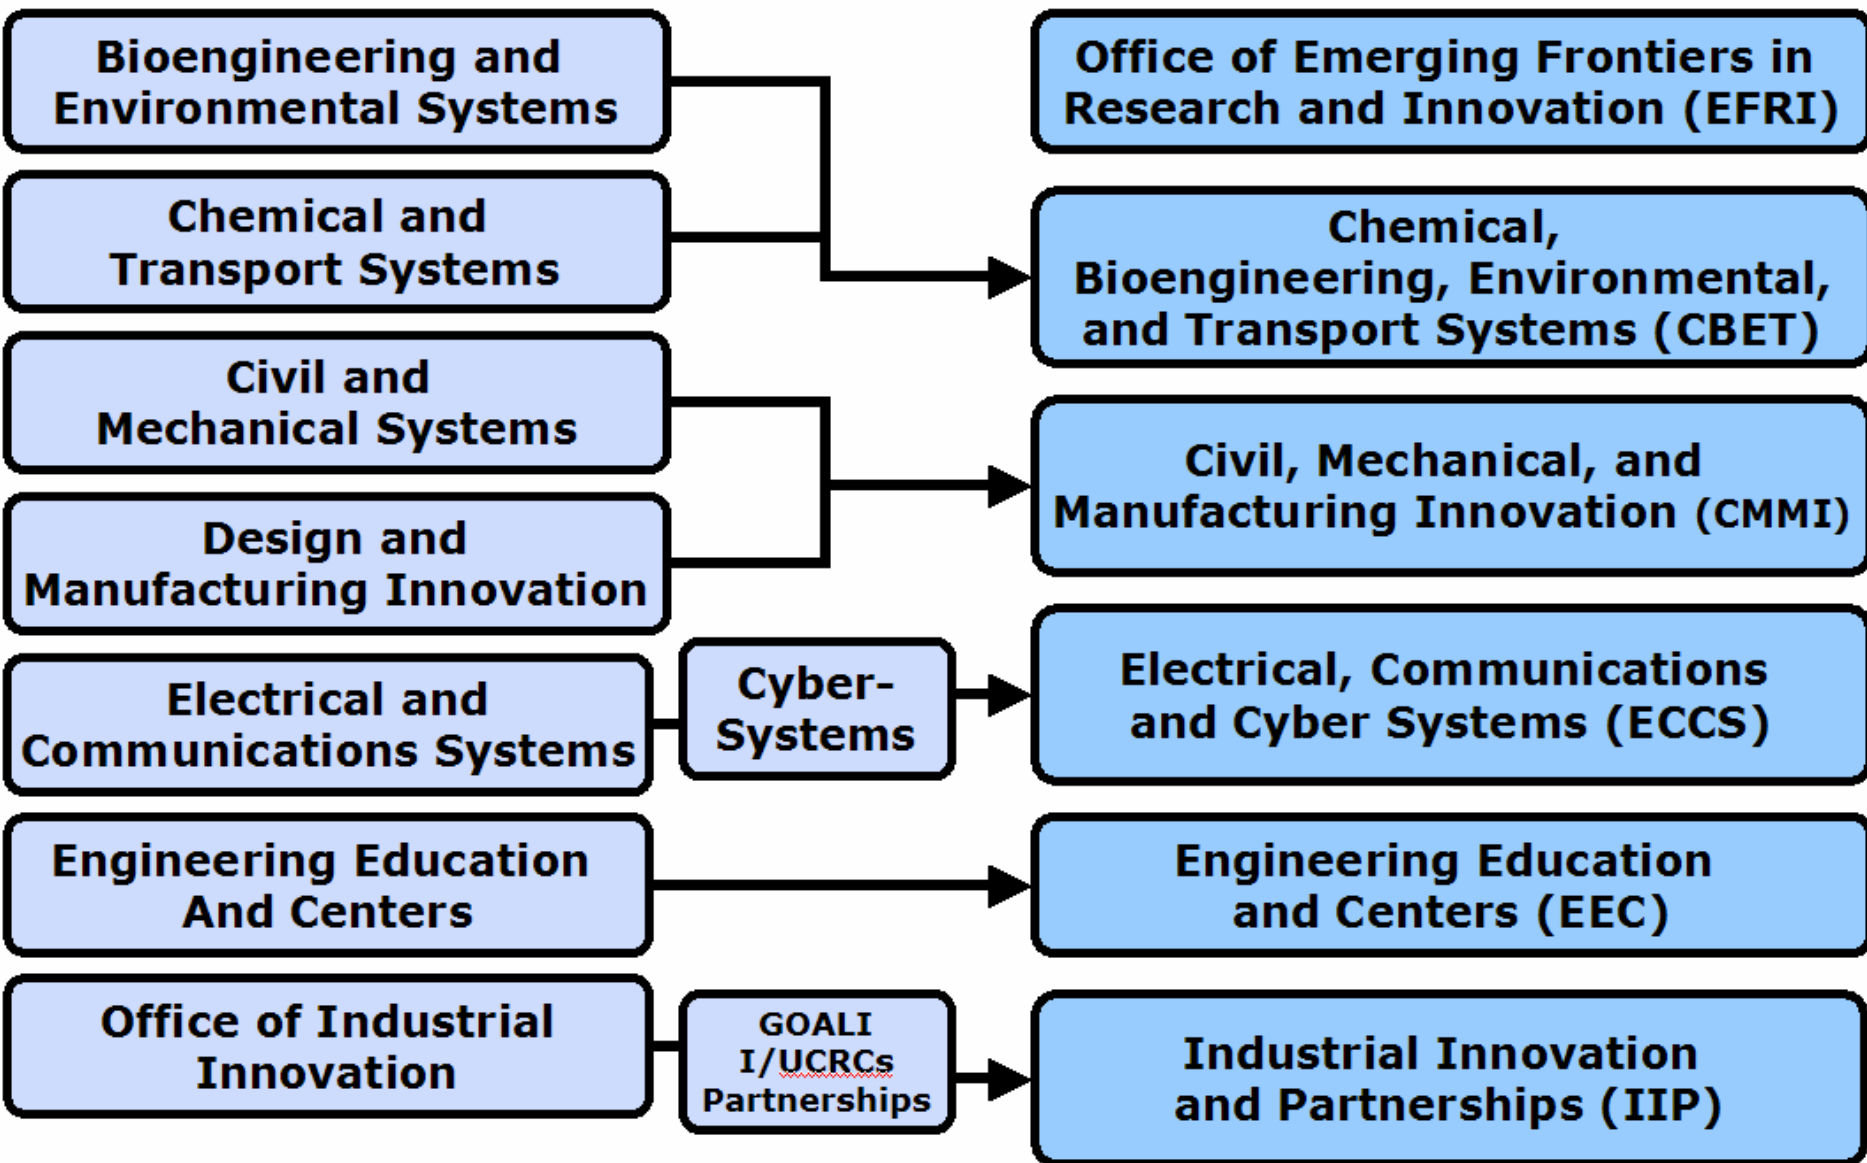 Bioengineering and
Environmental Systems
Chemical and
Transport Systems
Civil and
Mechanical Systems
Design and
Manufacturing Innovation
Electrical and
Communications Systems
Engineering Education
And Centers
Office of Industrial
Innovation
Cyber-
Systems
GOALI
I/UCRCs
Partnerships
Office of Emerging Frontiers in
Research and Innovation (EFRI)
Chemical,
Bioengineering, Environmental,
and Transport Systems (CBET)
Civil, Mechanical, and
Manufacturing Innovation (CMMI)
Electrical, Communications
and Cyber Systems (ECCS)
Engineering Education
and Centers (EEC)
Industrial Innovation
and Partnerships (IIP)